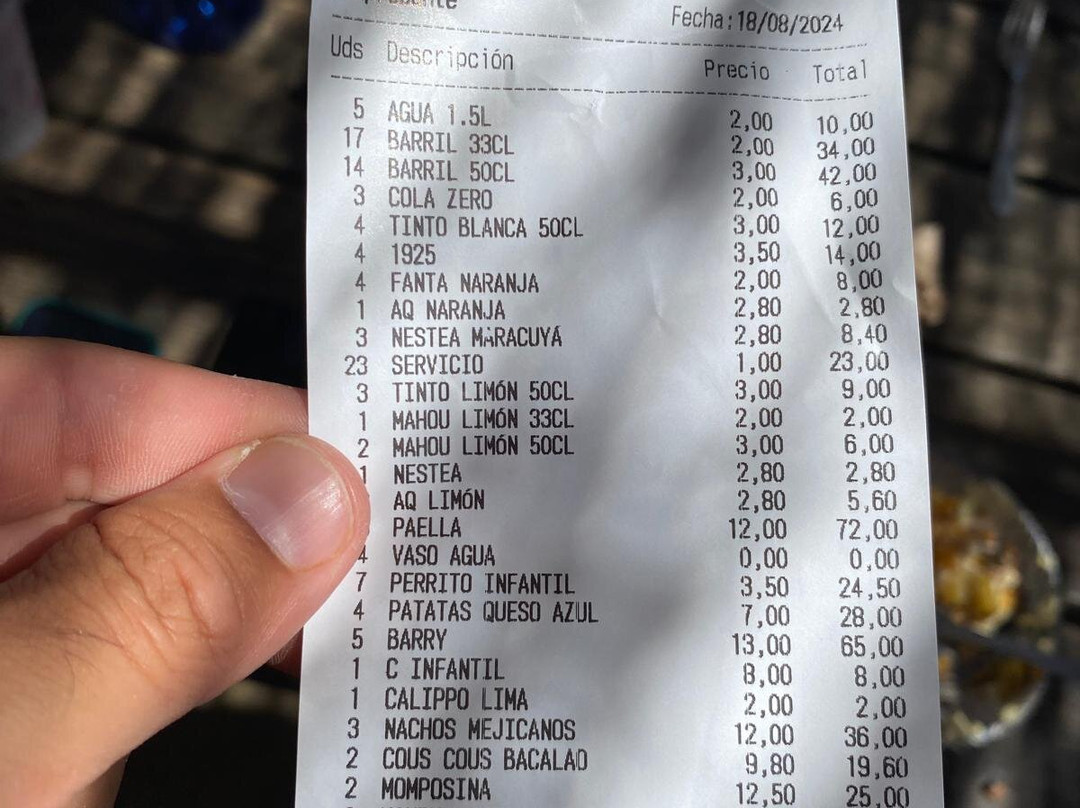 Fecha:18/08/2024
Uds Descripción Precio Total
5 AGUA 1.5L 2,00 10,00
17 BARRIL 33CL 2,00 34,00
14 BARRIL 50CL 3,00 42,00
3 COLA ZERO 2,00 6,00
4 TINTO BLANCA 50CL 3,00 12,00
4 1925 3,50 14,00
4 FANTA NARANJA 2,00 8,00
1 AQ NARANJA 2,80 2,80
3 NESTEA MARACUYÁ 2,80 8,40
23 SERVICIO 1,00 23,00
3 TINTO LIMÓN 50CL 3,00 9,00
1 MAHOU LIMÓN 33CL 2,00 2,00
2 MAHOU LIMÓN 50CL 3,00 6,00
1 NESTEA 2,80 2,80
AQ LIMÓN 2,80 5,60
PAELLA 12,00 72,00
4 VASO AGUA 0,00 0,00
7 PERRITO INFANTIL 3,50 24,50
4 PATATAS QUESO AZUL 7,00 28,00
5 BARRY 13,00 65,00
1 C INFANTIL 8,00 8,00
1 CALIPPO LIMA 2,00 2,00
3 NACHOS MEJICANOS 12,00 36,00
2 COUS COUS BACALAO 9,80 19,60
2 MOMPOSINA 12,50 25,00